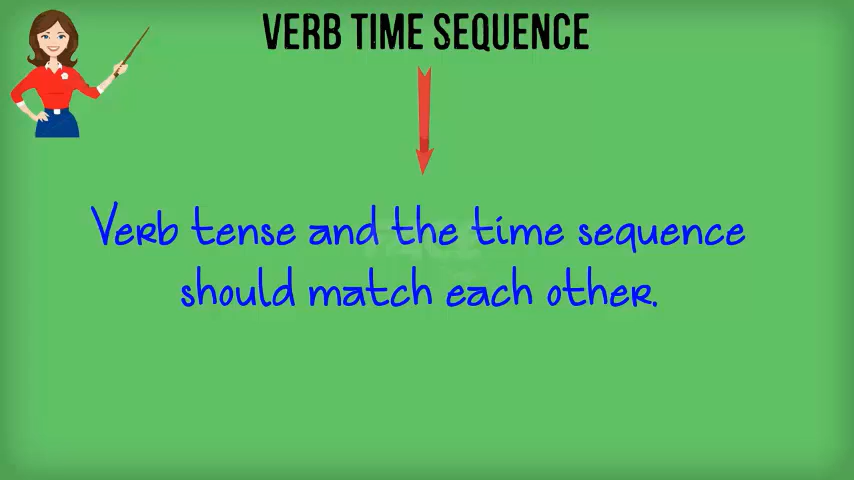 VERB TIME SEQUENCE
Verb tense and the time sequence
should match each other.